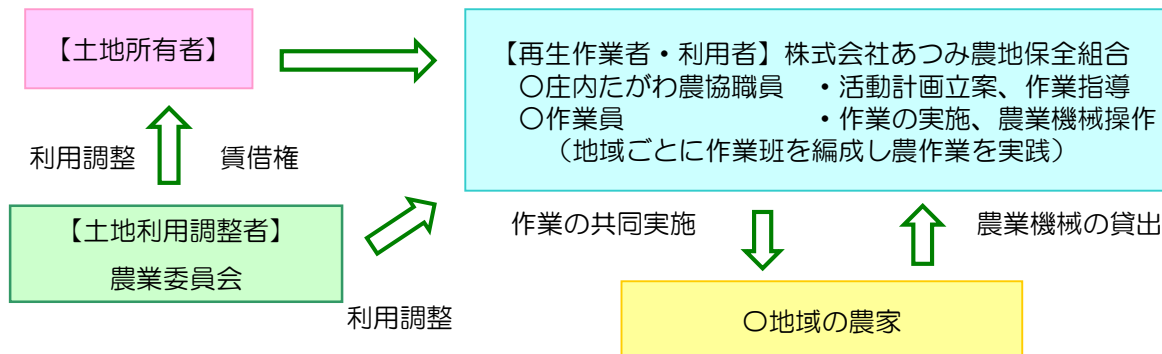 【土地所有者】
【再生作業者・利用者】株式会社あつみ農地保全組合
〇庄内たがわ農協職員 ・活動計画立案、作業指導
〇作業員 ・作業の実施、農業機械操作
（地域ごとに作業班を編成し農作業を実践）
利用調整 賃借権
【土地利用調整者】
農業委員会
利用調整
作業の共同実施
農業機械の貸出
〇地域の農家